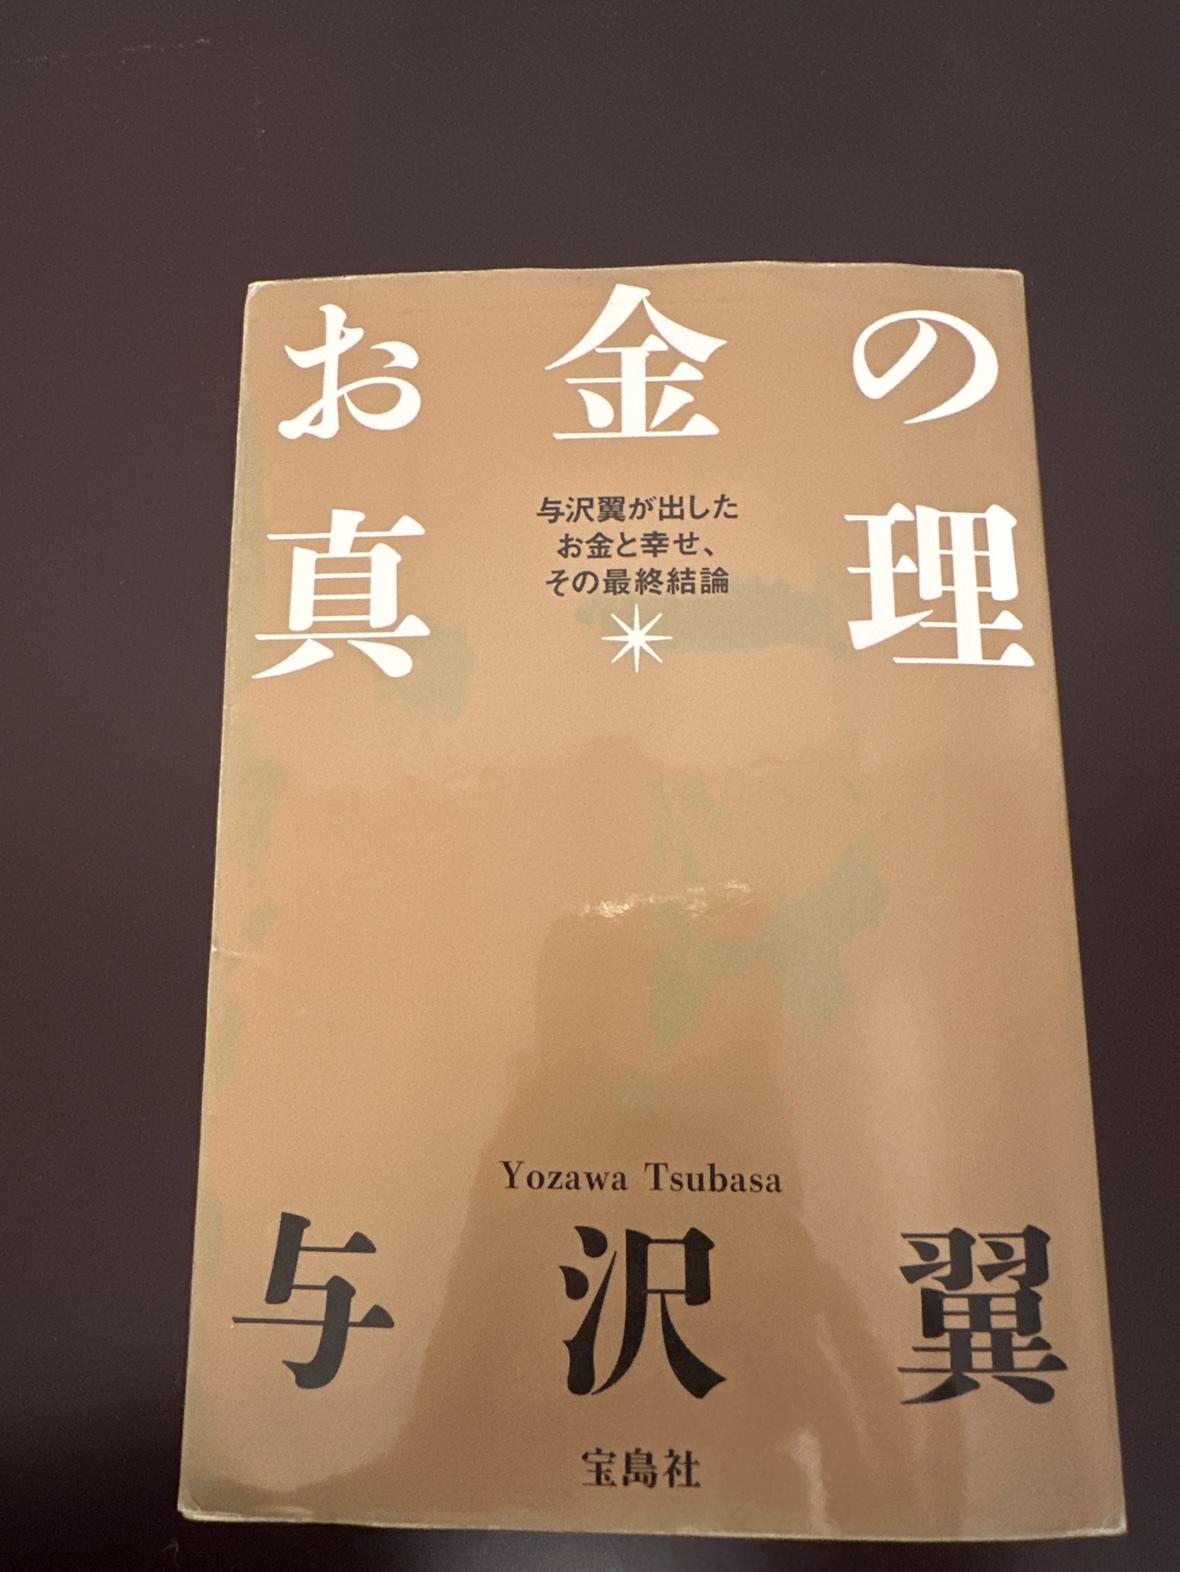 お金の
真理
与沢翼が出した
お金と幸せ、
その最終結論
Yozawa Tsubasa
与沢翼
宝島社